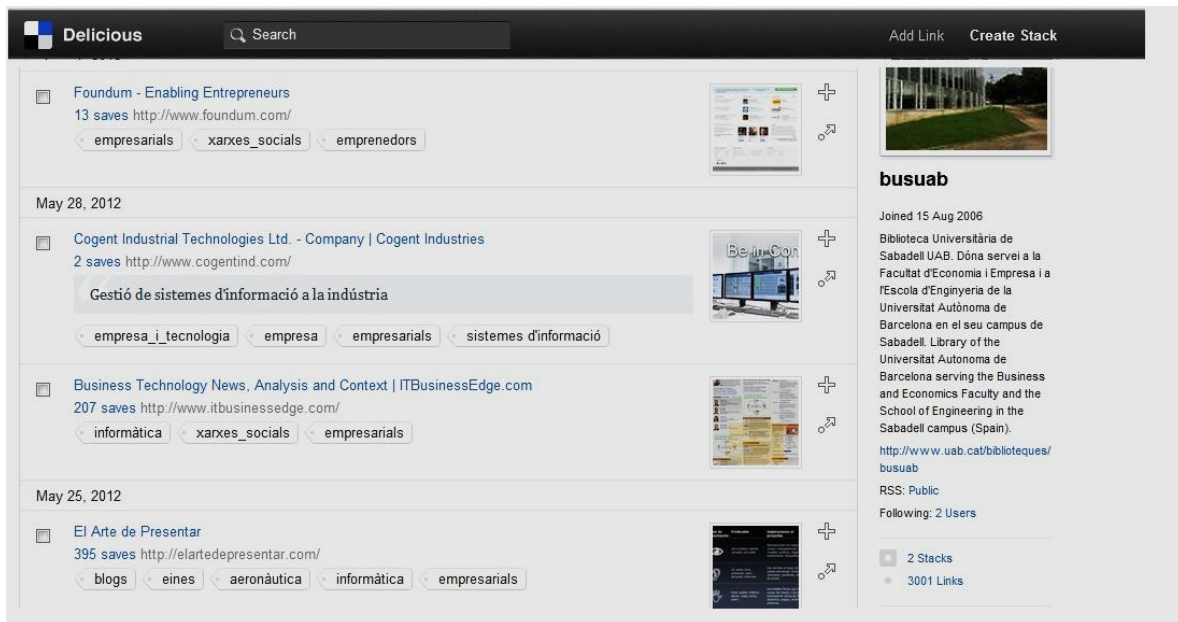 Delicious
Search
Add Link
Create Stack
Foundum - Enabling Entrepreneurs
13 saves http://www.foundum.com/
empresarials
xarxes_socials
emprenedors
May 28, 2012
Cogent Industrial Technologies Ltd. - Company | Cogent Industries
2 saves http://www.cogentind.com/
Gestió de sistemes d'informació a la indústria
empresa_i_tecnologia
empresa
empresarials
sistemes d'informació
Be in Con
Business Technology News, Analysis and Context | ITBusinessEdge.com
207 saves http://www.itbusinessedge.com/
informàtica
xarxes_socials
empresarials
May 25, 2012
El Arte de Presentar
395 saves http://elartedepresentar.com/
blogs
eines
aeronàutica
informàtica
empresarials
busuab
Joined 15 Aug 2006
Biblioteca Universitària de
Sabadell UAB. Dóna servei a la
Facultat d'Economia i Empresa i a
l'Escola d'Enginyeria de la
Universitat Autònoma de
Barcelona en el seu campus de
Sabadell. Library of the
Universitat Autonoma de
Barcelona serving the Business
and Economics Faculty and the
School of Engineering in the
Sabadell campus (Spain).
http://www.uab.cat/biblioteques/
busuab
RSS: Public
Following: 2 Users
2 Stacks
3001 Links